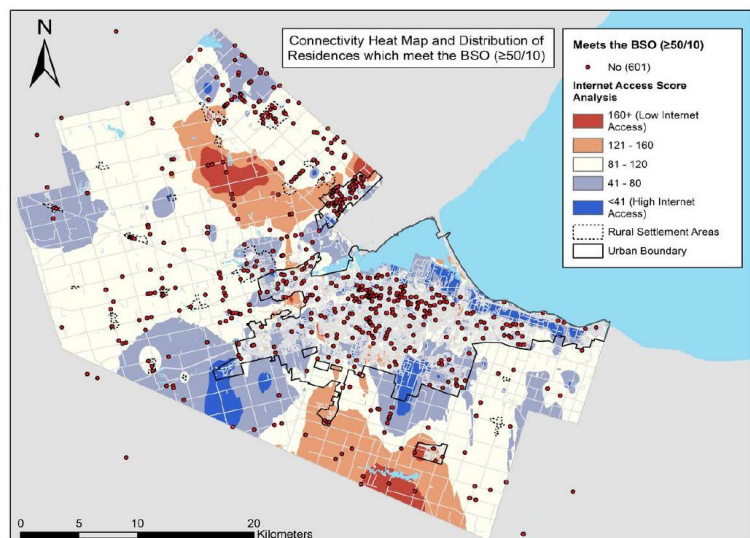 N
Connectivity Heat Map and Distribution of
Residences which meet the BSO (≥50/10)
Meets the BSO (≥50/10)
No (601)
Internet Access Score
Analysis
160+ (Low Internet
Access)
121 - 160
81 - 120
41 - 80
<41 (High Internet
Access)
Rural Settlement Areas
Urban Boundary
0 5 10 20
Kilometers